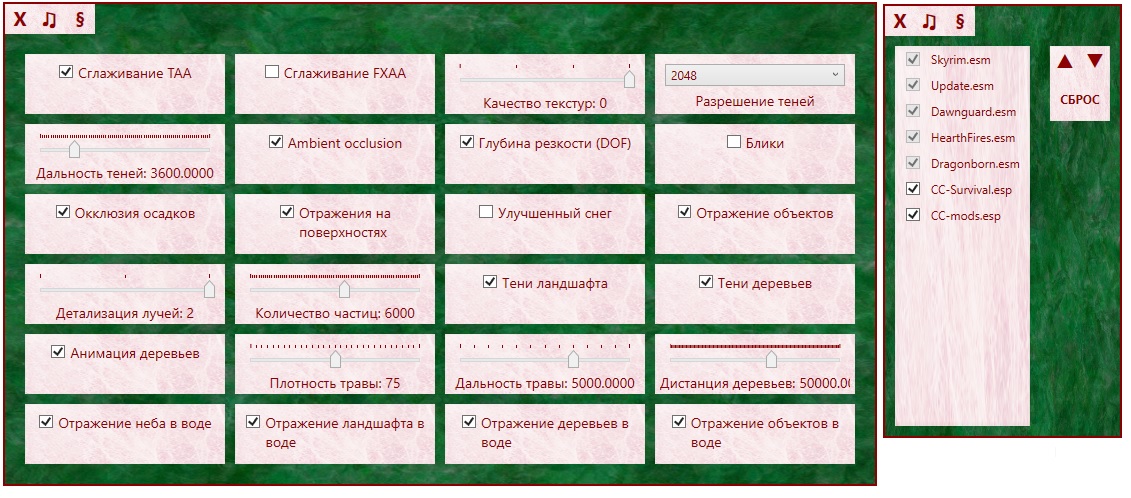 X ♫ §
Сглаживание TAA
Сглаживание FXAA
Качество текстур: 0
2048
Разрешение теней
Дальность теней: 3600.0000
Ambient occlusion
Глубина резкости (DOF)
Блики
Окклюзия осадков
Отражения на
поверхностях
Улучшенный снег
Отражение объектов
Детализация лучей: 2
Количество частиц: 6000
Тени ландшафта
Тени деревьев
Анимация деревьев
Плотность травы: 75
Дальность травы: 5000.0000
Дистанция деревьев: 50000.00
Отражение неба в воде
Отражение ландшафта в
воде
Отражение деревьев в
воде
Отражение объектов в
воде
X ♫ §
Skyrim.esm
Update.esm
Dawnguard.esm
HearthFires.esm
Dragonborn.esm
CC-Survival.esp
CC-mods.esp
▲ ▼
СБРОС